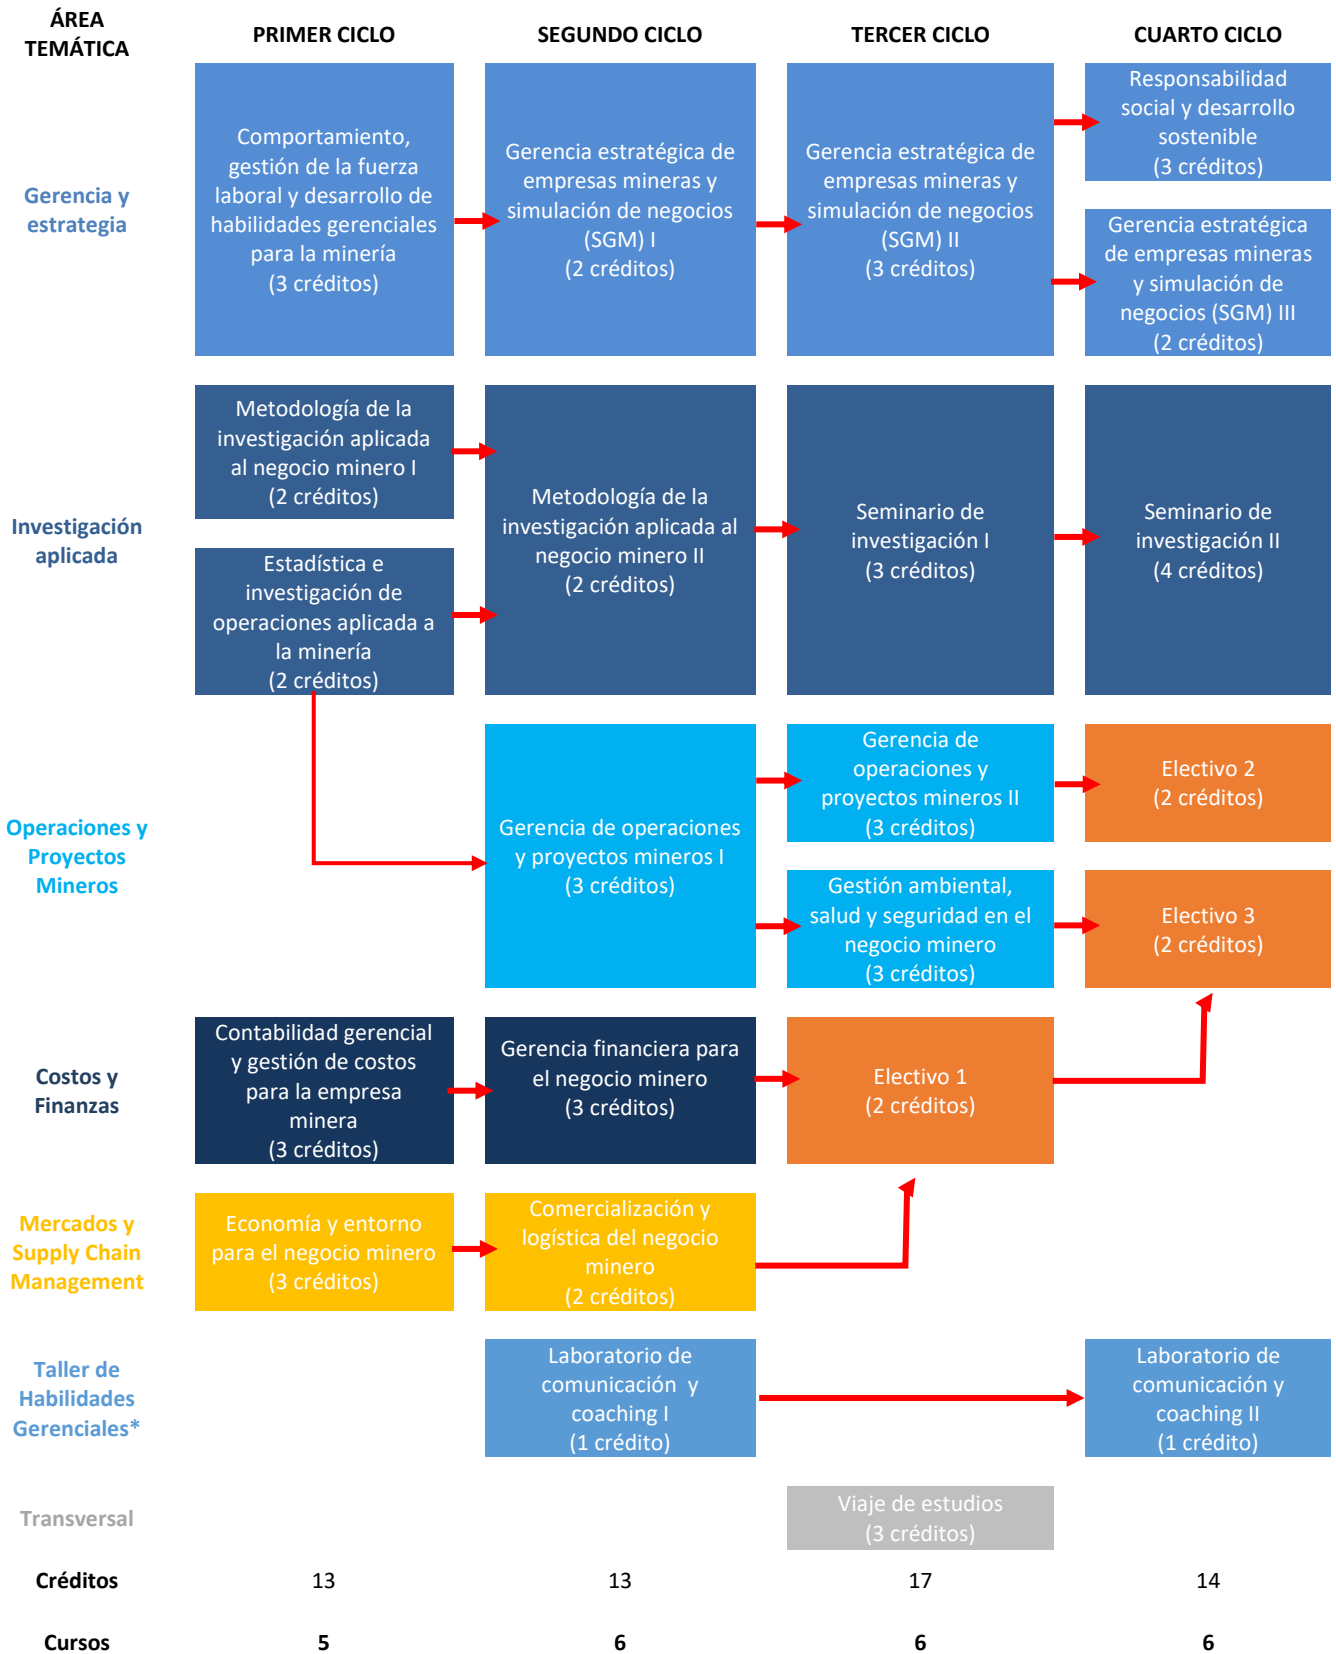 ÁREA
TEMÁTICA
PRIMER CICLO
SEGUNDO CICLO
TERCER CICLO
CUARTO CICLO
Gerencia y
estrategia
Comportamiento,
gestión de la fuerza
laboral y desarrollo de
habilidades gerenciales
para la minería
(3 créditos)
Gerencia estratégica de
empresas mineras y
simulación de negocios
(SGM) I
(2 créditos)
Gerencia estratégica de
empresas mineras y
simulación de negocios
(SGM) II
(3 créditos)
Responsabilidad
social y desarrollo
sostenible
(3 créditos)
Gerencia estratégica
de empresas mineras
y simulación de
negocios (SGM) III
(2 créditos)
Investigación
aplicada
Metodología de la
investigación aplicada
al negocio minero I
(2 créditos)
Estadística e
investigación de
operaciones aplicada a
la minería
(2 créditos)
Metodología de la
investigación aplicada al
negocio minero II
(2 créditos)
Seminario de
investigación I
(3 créditos)
Seminario de
investigación II
(4 créditos)
Operaciones y
Proyectos
Mineros
Gerencia de operaciones
y proyectos mineros I
(3 créditos)
Gerencia de
operaciones y
proyectos mineros II
(3 créditos)
Gestión ambiental,
salud y seguridad en el
negocio minero
(3 créditos)
Electivo 2
(2 créditos)
Electivo 3
(2 créditos)
Costos y
Finanzas
Contabilidad gerencial
y gestión de costos
para la empresa
minera
(3 créditos)
Gerencia financiera para
el negocio minero
(3 créditos)
Electivo 1
(2 créditos)
Mercados y
Supply Chain
Management
Economía y entorno
para el negocio minero
(3 créditos)
Comercialización y
logística del negocio
minero
(2 créditos)
Taller de
Habilidades
Gerenciales*
Laboratorio de
comunicación y
coaching I
(1 crédito)
Laboratorio de
comunicación y
coaching II
(1 crédito)
Transversal
Viaje de estudios
(3 créditos)
Créditos
13
13
17
14
Cursos
5
6
6
6